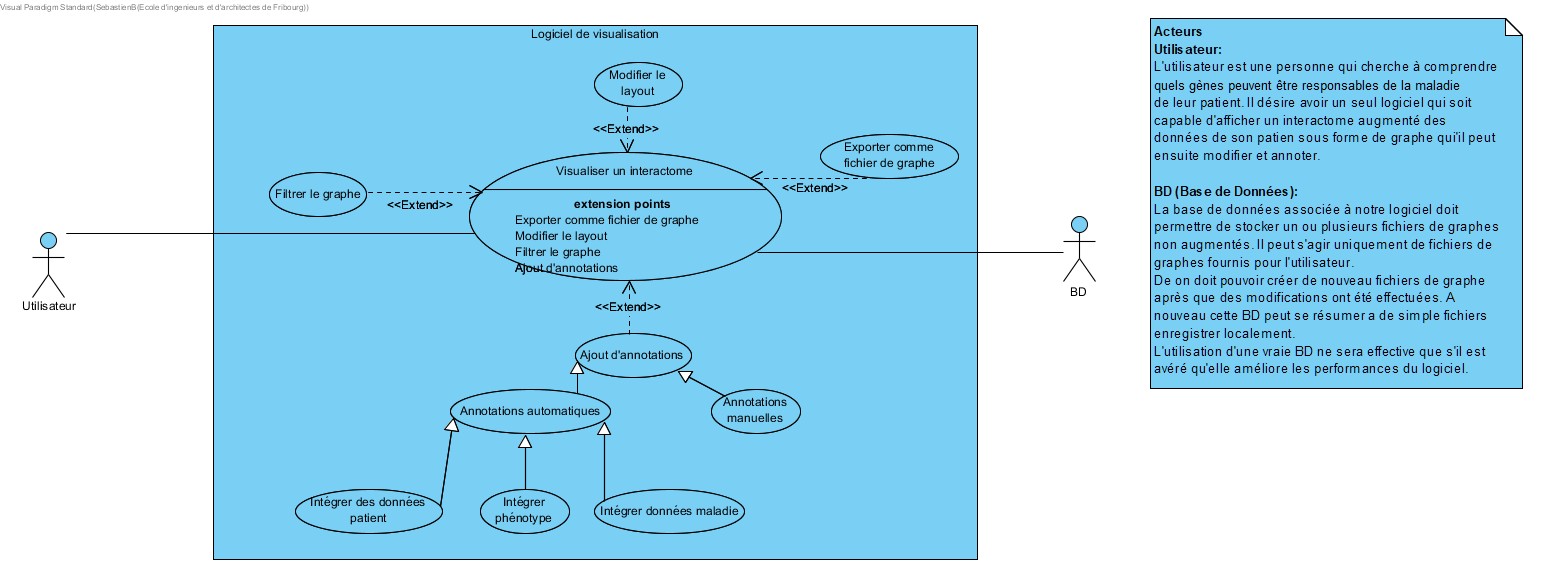 Visual Paradigm Standard(SebastienB(Ecole d'ingenieurs et d'architectes de Fribourg))
Logiciel de visualisation
Modifier le
layout
<<Extend>>
Exporter comme
fichier de graphe
<<Extend>>
Visualiser un interactome
Filtrer le graphe
<<Extend>>
extension points
Exporter comme fichier de graphe
Modifier le layout
Filtrer le graphe
Ajout d'annotations
Utilisateur
BD
<<Extend>>
Ajout d'annotations
Annotations automatiques
Annotations
manuelles
Intégrer des données
patient
Intégrer
phénotype
Intégrer données maladie
Acteurs
Utilisateur:
L'utilisateur est une personne qui cherche à comprendre
quels gènes peuvent être responsables de la maladie
de leur patient. Il désire avoir un seul logiciel qui soit
capable d'afficher un interactome augmenté des
données de son patien sous forme de graphe qu'il peut
ensuite modifier et annoter.
BD (Base de Données):
La base de données associée à notre logiciel doit
permettre de stocker un ou plusieurs fichiers de graphes
non augmentés. Il peut s'agir uniquement de fichiers de
graphes fournis pour l'utilisateur.
De on doit pouvoir créer de nouveau fichiers de graphe
après que des modifications ont été effectuées. A
nouveau cette BD peut se résumer a de simple fichiers
enregistrer localement.
L'utilisation d'une vraie BD ne sera effective que s'il est
avéré qu'elle améliore les performances du logiciel.